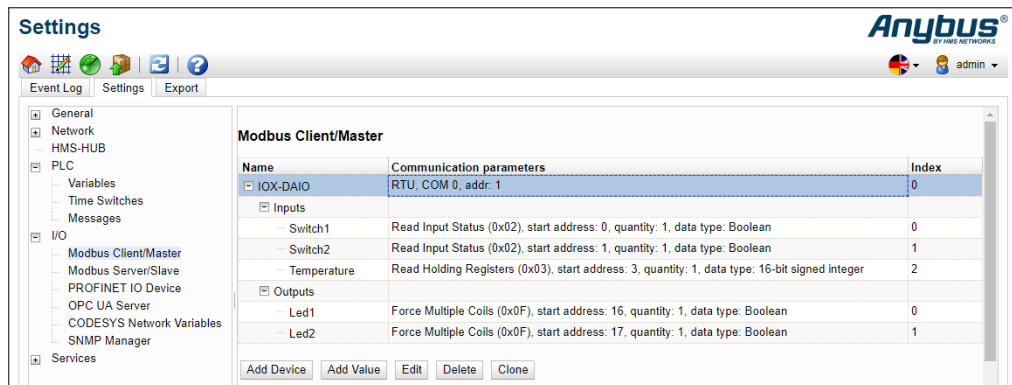 Settings
Anybus®
BY HMS NETWORKS
admin
Event Log Settings Export
General
Network
HMS-HUB
PLC
Variables
Time Switches
Messages
I/O
Modbus Client/Master
Modbus Server/Slave
PROFINET IO Device
OPC UA Server
CODESYS Network Variables
SNMP Manager
Services
Modbus Client/Master
Name Communication parameters Index
IOX-DAIO RTU, COM 0, addr: 1 0
Inputs
Switch1 Read Input Status (0x02), start address: 0, quantity: 1, data type: Boolean 0
Switch2 Read Input Status (0x02), start address: 1, quantity: 1, data type: Boolean 1
Temperature Read Holding Registers (0x03), start address: 3, quantity: 1, data type: 16-bit signed integer 2
Outputs
Led1 Force Multiple Coils (0x0F), start address: 16, quantity: 1, data type: Boolean 0
Led2 Force Multiple Coils (0x0F), start address: 17, quantity: 1, data type: Boolean 1
Add Device Add Value Edit Delete Clone